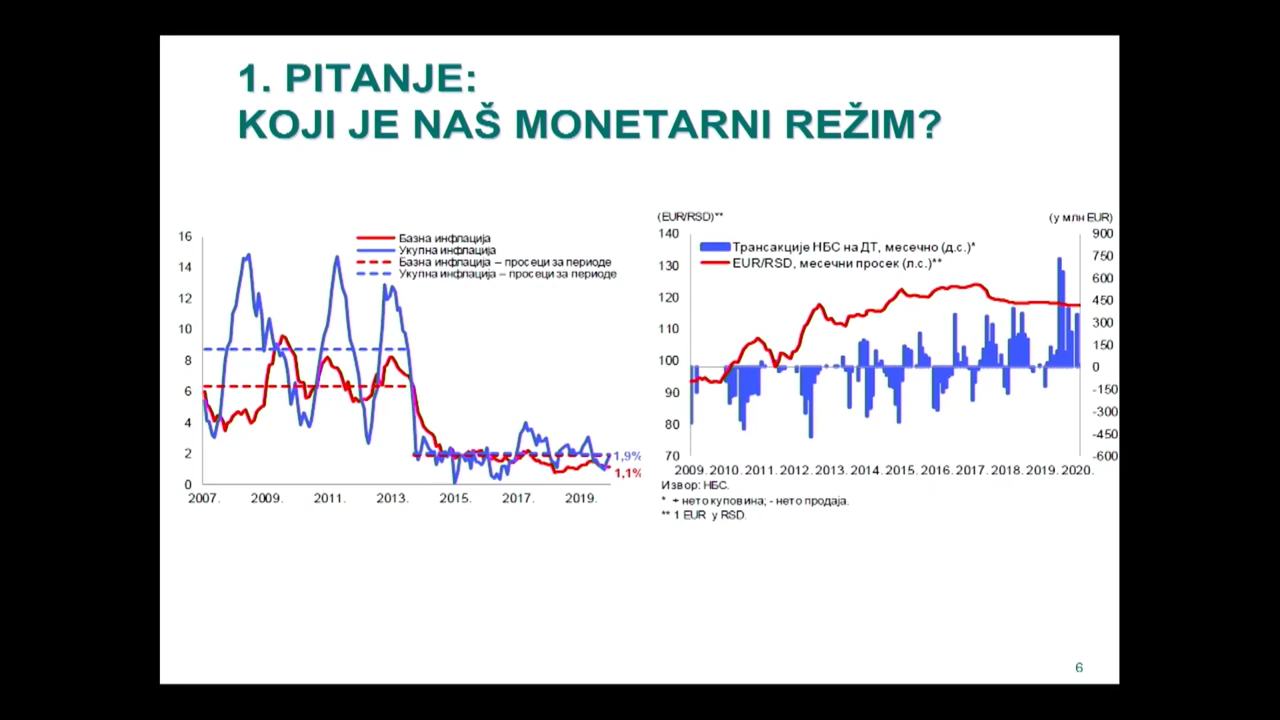 1. PITANJE:
KOJI JE NAŠ MONETARNI REŽIM?
16
14
12
10
8
6
4
2
0
Базна инфлација
Укупна инфлација
Базна инфлација – просеци за периоде
Укупна инфлација – просеци за периоде
1,9%
1,1%
2007. 2009. 2011. 2013. 2015. 2017. 2019.
(EUR/RSD)** (у млн EUR)
140 900
130 750
120 600
110 450
100 300
90 150
80 0
70 -150
-300
-450
-600
Трансакције НБС на ДТ, месечно (д.с.)*
EUR/RSD, месечни просек (л.с.)**
2009. 2010. 2011. 2012. 2013. 2014. 2015. 2016. 2017. 2018. 2019. 2020.
Извор: НБС.
* + нето куповина; - нето продаја.
** 1 EUR у RSD.
6